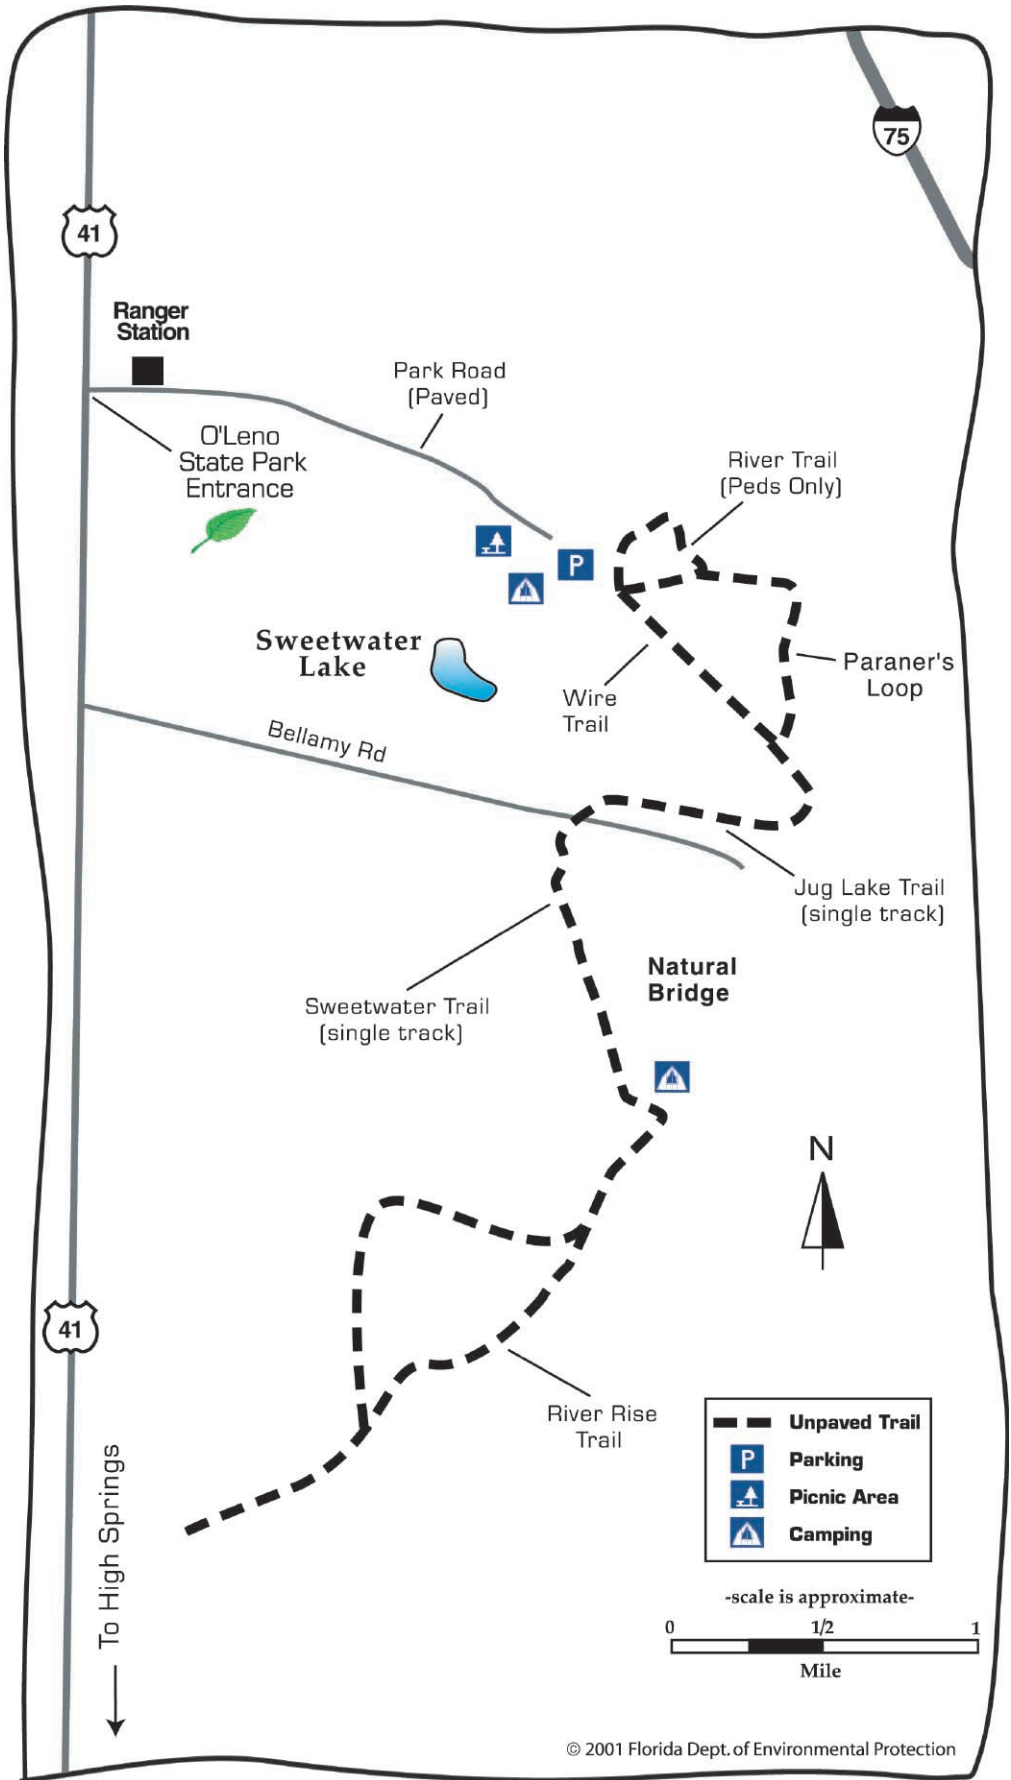 75
41
Ranger
Station
Park Road
(Paved)
O'Leno
State Park
Entrance
River Trail
(Peds Only)
P
Sweetwater
Lake
Paraner's
Loop
Wire
Trail
Bellamy Rd
Jug Lake Trail
(single track)
Natural
Bridge
Sweetwater Trail
(single track)
N
41
River Rise
Trail
To High Springs
Unpaved Trail
P Parking
Picnic Area
Camping
-scale is approximate-
0 1/2 1
Mile
© 2001 Florida Dept. of Environmental Protection